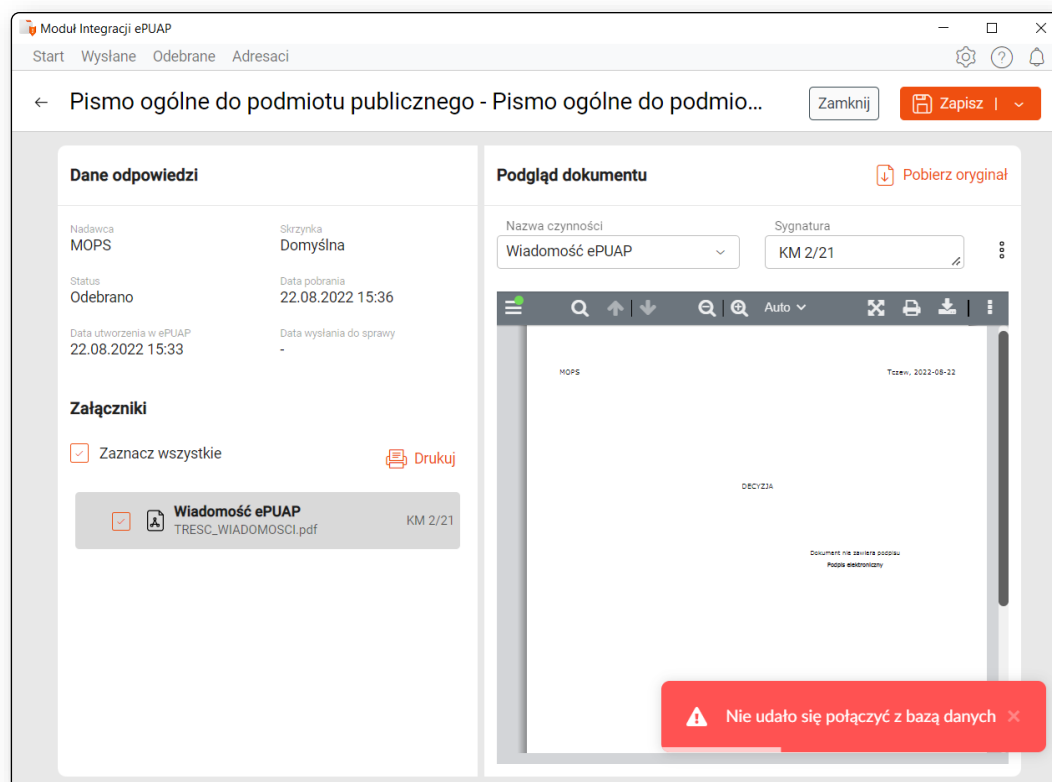 Moduł Integracji ePUAP
Start Wysłane Odebrane Adresaci
Pismo ogólne do podmiotu publicznego - Pismo ogólne do podmio...
Zamknij
Zapisz
Dane odpowiedzi
Nadawca
MOPS
Skrzynka
Domyślna
Status
Odebrano
Data pobrania
22.08.2022 15:36
Data utworzenia w ePUAP
22.08.2022 15:33
Data wysłania do sprawy
-
Załączniki
Zaznacz wszystkie
Drukuj
Wiadomość ePUAP
TRESC_WIADOMOSCI.pdf
KM 2/21
Podgląd dokumentu
Pobierz oryginał
Nazwa czynności
Wiadomość ePUAP
Sygnatura
KM 2/21
Auto
MOPS
Tczew, 2022-08-22
DECYZJA
Dokument nie zawiera podpisu
Podpis elektroniczny
Nie udało się połączyć z bazą danych